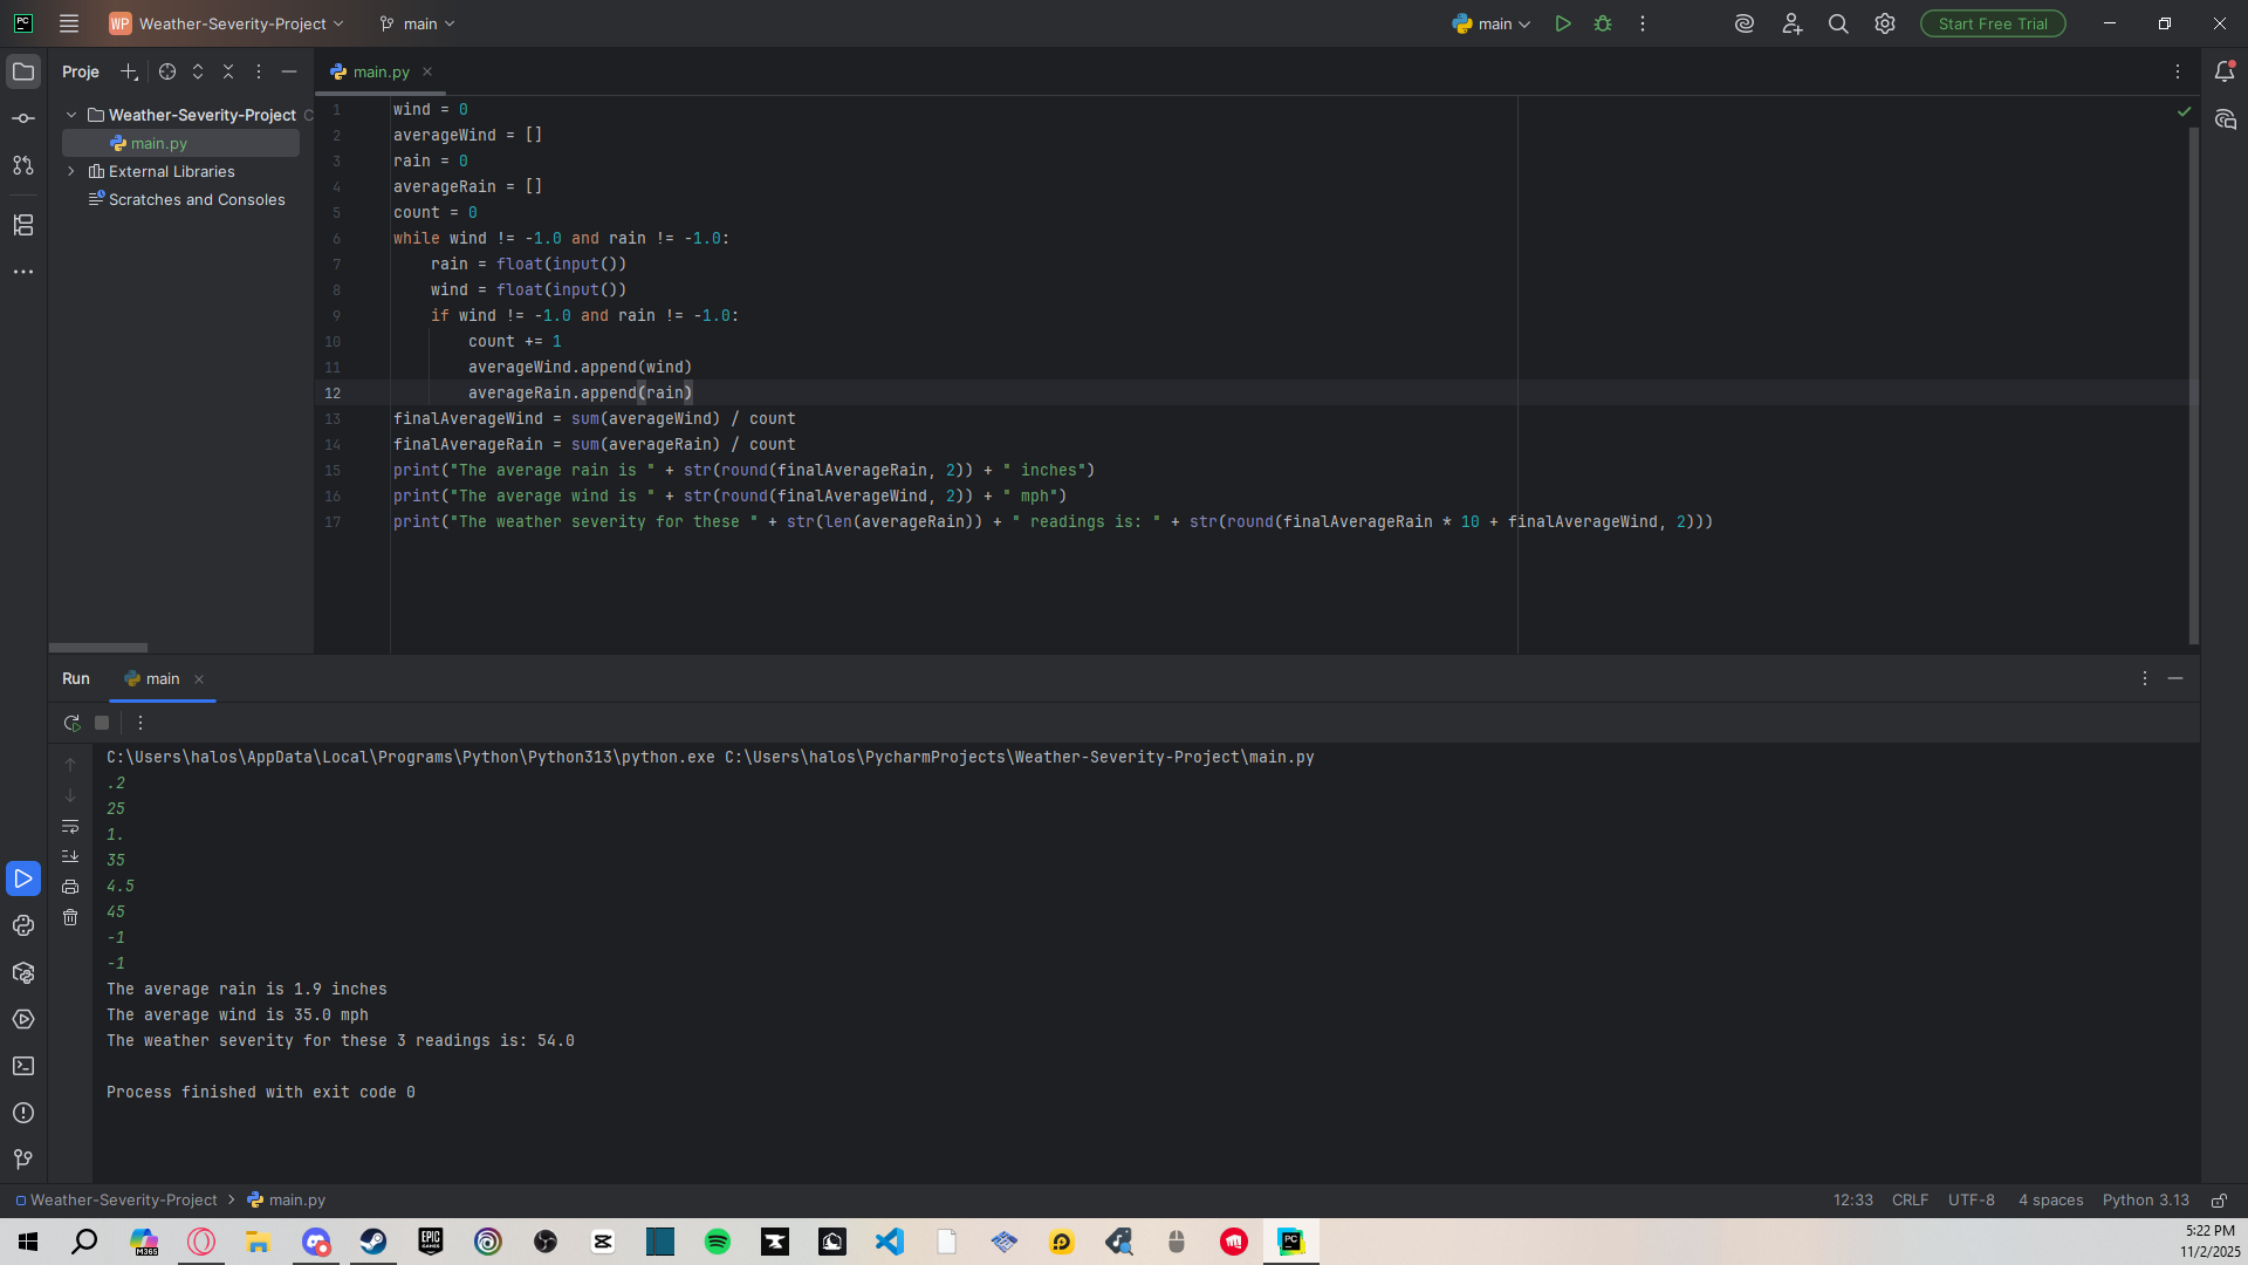 PC WP Weather-Severity-Project main main Start Free Trial
Proje main.py
Weather-Severity-Project C
main.py
External Libraries
Scratches and Consoles
1 wind = 0
2 averageWind = []
3 rain = 0
4 averageRain = []
5 count = 0
6 while wind != -1.0 and rain != -1.0:
7     rain = float(input())
8     wind = float(input())
9     if wind != -1.0 and rain != -1.0:
10         count += 1
11         averageWind.append(wind)
12         averageRain.append(rain)
13 finalAverageWind = sum(averageWind) / count
14 finalAverageRain = sum(averageRain) / count
15 print("The average rain is " + str(round(finalAverageRain, 2)) + " inches")
16 print("The average wind is " + str(round(finalAverageWind, 2)) + " mph")
17 print("The weather severity for these " + str(len(averageRain)) + " readings is: " + str(round(finalAverageRain * 10 + finalAverageWind, 2)))
Run main
C:\Users\halos\AppData\Local\Programs\Python\Python313\python.exe C:\Users\halos\PycharmProjects\Weather-Severity-Project\main.py
.2
25
1.
35
4.5
45
-1
-1
The average rain is 1.9 inches
The average wind is 35.0 mph
The weather severity for these 3 readings is: 54.0
Process finished with exit code 0
Weather-Severity-Project main.py 12:33 CRLF UTF-8 4 spaces Python 3.13
M365 EPIC GAMES PC 5:22 PM
11/2/2025